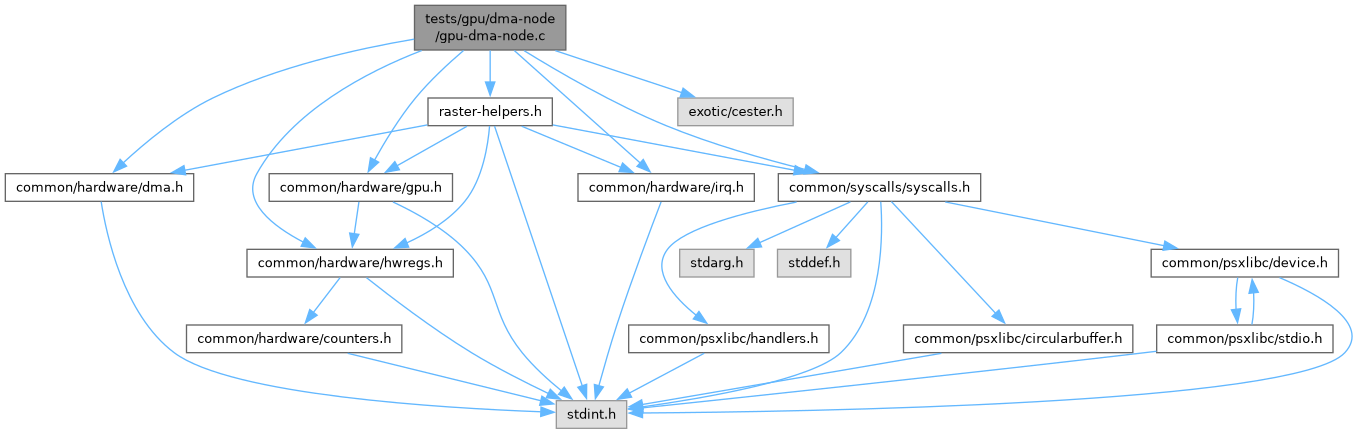 tests/gpu/dma-node
/gpu-dma-node.c
raster-helpers.h
exotic/cester.h
common/hardware/dma.h
common/hardware/gpu.h
common/hardware/irq.h
common/syscalls/syscalls.h
common/hardware/hwregs.h
stdarg.h
stddef.h
common/psxlibc/device.h
common/hardware/counters.h
common/psxlibc/handlers.h
common/psxlibc/circularbuffer.h
common/psxlibc/stdio.h
stdint.h